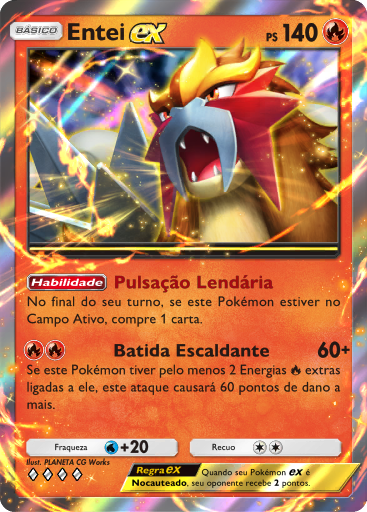 BÁSICO Entei ex PS 140
Habilidade Pulsação Lendária
No final do seu turno, se este Pokémon estiver no
Campo Ativo, compre 1 carta.
Batida Escaldante 60+
Se este Pokémon tiver pelo menos 2 Energias extras
ligadas a ele, este ataque causará 60 pontos de dano a
mais.
Fraqueza +20 Recuo
Ilust. PLANETA CG Works
Regra ex Quando seu Pokémon ex é
Nocauteado, seu oponente recebe 2 pontos.